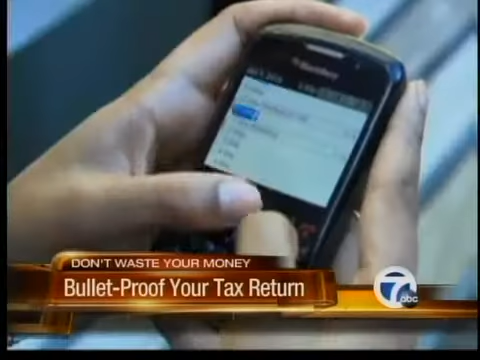 BlackBerry
DON'T WASTE YOUR MONEY
Bullet-Proof Your Tax Return
7 abc